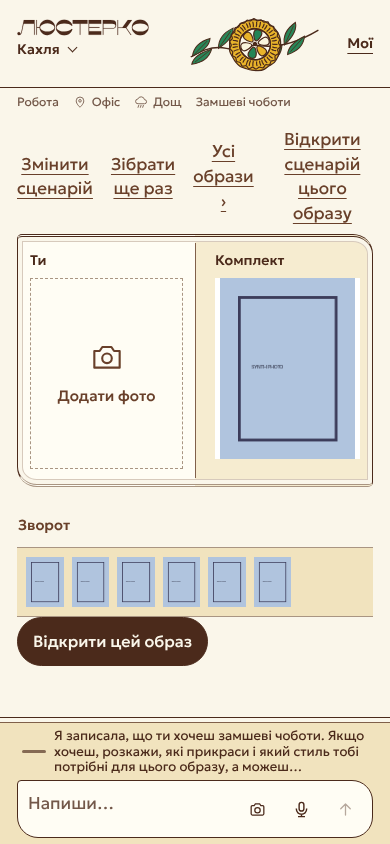 ЛЮСТЕРКО
Кахля
Мої
Робота Офіс Дощ Замшеві чоботи
Змінити сценарій
Зібрати ще раз
Усі образи ›
Відкрити сценарій цього образу
Ти
Комплект
Додати фото
Зворот
Відкрити цей образ
Я записала, що ти хочеш замшеві чоботи. Якщо
хочеш, розкажи, які прикраси і який стиль тобі
потрібні для цього образу, а можеш…
Напиши…